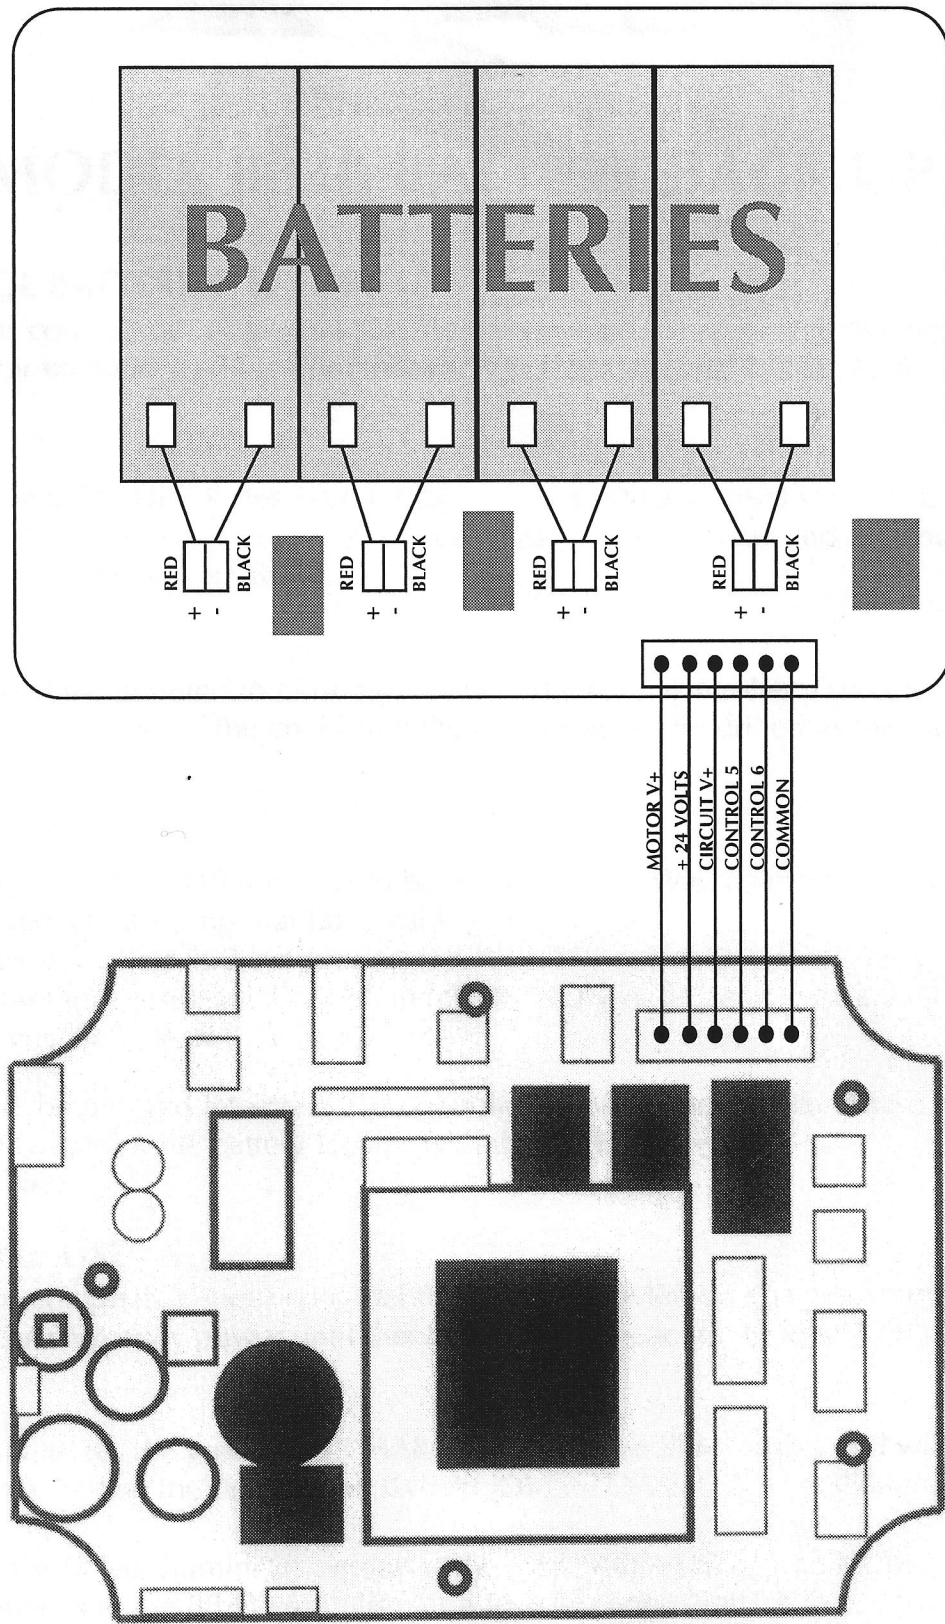 BATTERIES
RED
+
-
BLACK
RED
+
-
BLACK
RED
+
-
BLACK
RED
+
-
BLACK
MOTOR V+
+ 24 VOLTS
CIRCUIT V+
CONTROL 5
CONTROL 6
COMMON